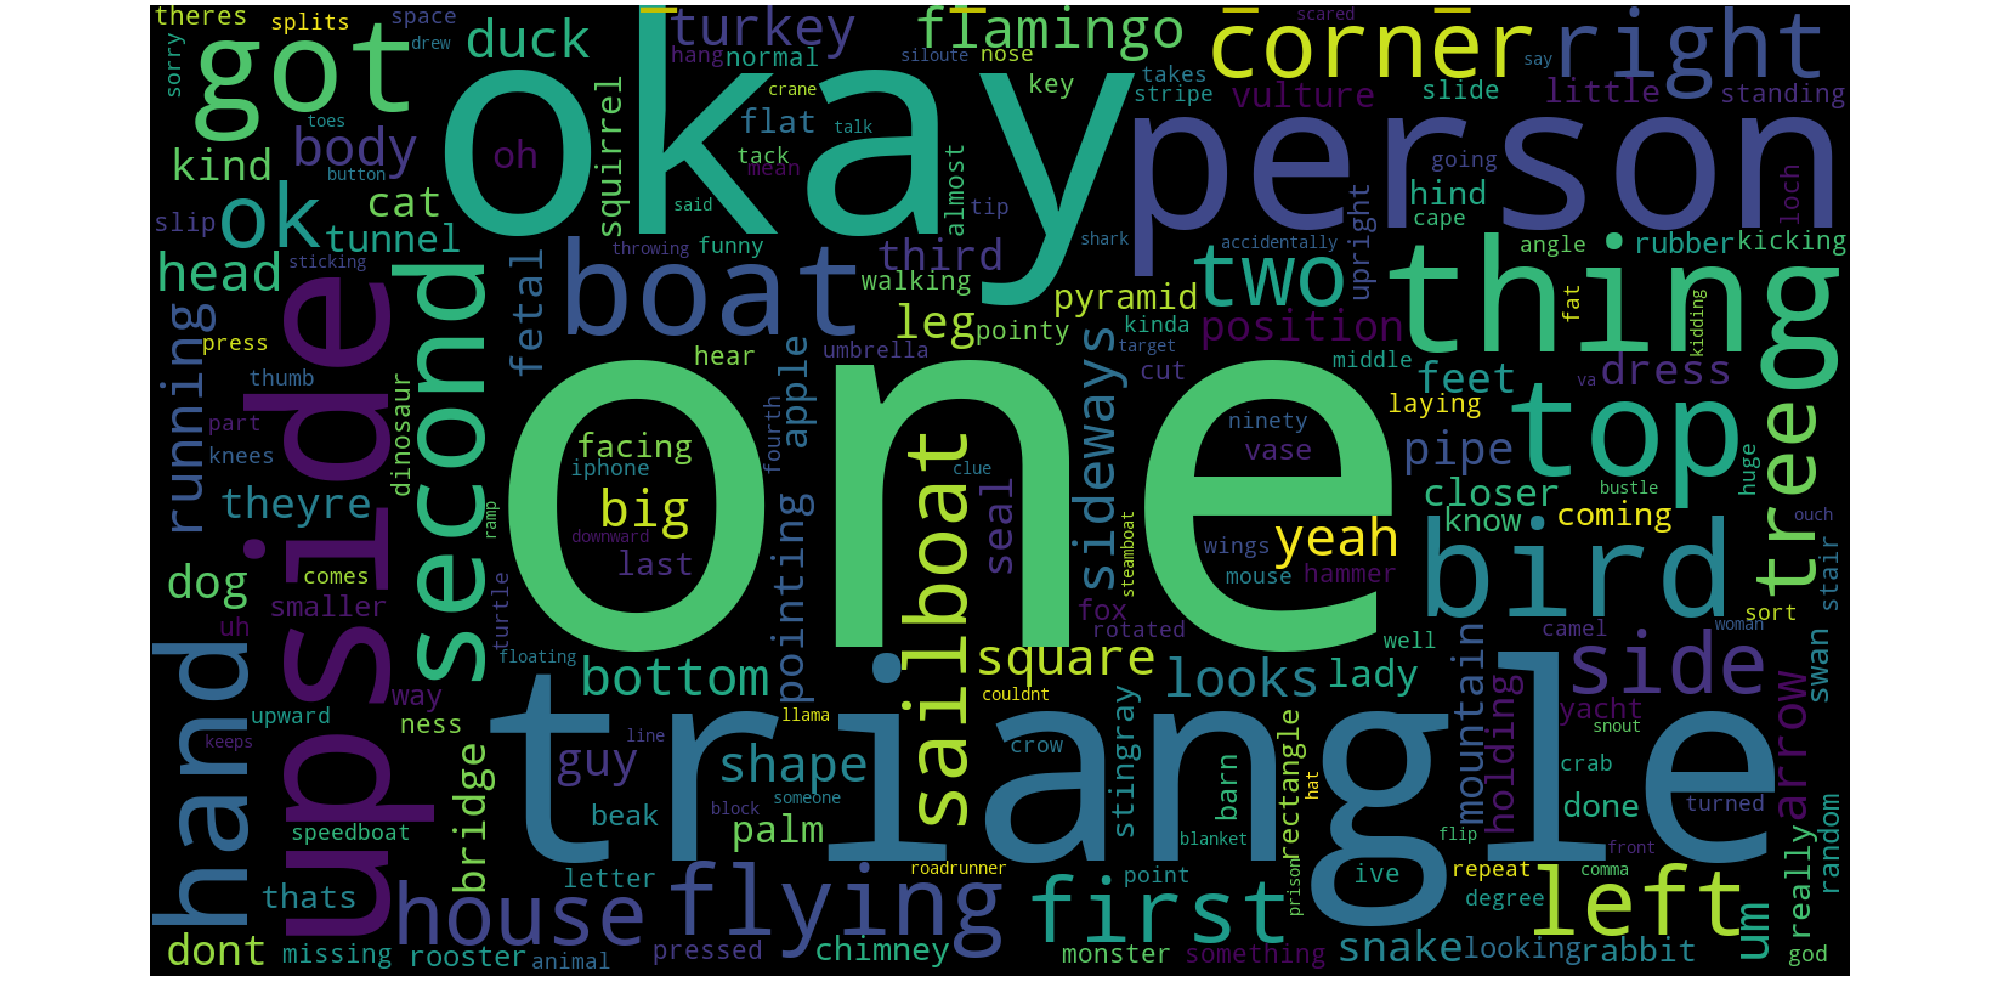 theres
splits
space
sorry
drew
got
duck
turkey
hang
normal
flamingo
siloute
nose
scared
corner
say
right
okay
crane
key
takes
stripe
vulture
slide
little
standing
toes
body
oh
squirrel
flat
talk
tack
mean
almost
person
kind
button
cat
said
tip
going
hind
cape
loch
slip
ok
tunnel
throwing
funny
third
shark
accidentally
upright
angle
rubber
kicking
head
sticking
fetal
boat
walking
pyramid
two
thing
fat
kidding
running
press
upside
second
hear
umbrella
leg
pointy
kinda
target
position
middle
thumb
dinosaur
apple
sideways
cut
feet
va
dress
tree
part
knees
one
fourth
facing
iphone
big
clue
ninety
vase
laying
top
pipe
huge
theyre
ramp
downward
last
pointing
sailboat
seal
steamboat
closer
bustle
know
coming
ouch
yeah
wings
mouse
hammer
bird
stair
dog
comes
smaller
turtle
fox
rotated
sort
uh
floating
bottom
square
well
camel
woman
looks
lady
mountain
side
swan
hand
way
couldnt
llama
holding
yacht
arrow
upward
ness
snout
keeps
bridge
guy
line
shape
crow
stingray
barn
rectangle
hat
triangle
crab
beak
block
someone
done
turned
speedboat
palm
blanket
flip
front
really
random
thats
house
letter
flying
roadrunner
first
point
prison
ive
repeat
comma
degree
left
um
dont
missing
rooster
animal
pressed
chimney
monster
something
snake
looking
rabbit
god